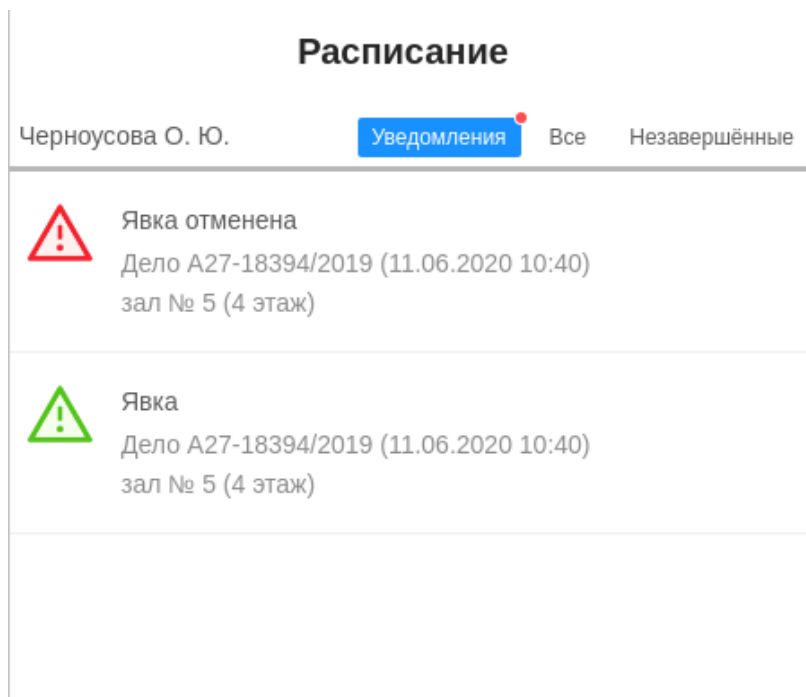 Расписание
Черноусова О. Ю. Уведомления Все Незавершённые
Явка отменена
Дело А27-18394/2019 (11.06.2020 10:40)
зал № 5 (4 этаж)
Явка
Дело А27-18394/2019 (11.06.2020 10:40)
зал № 5 (4 этаж)